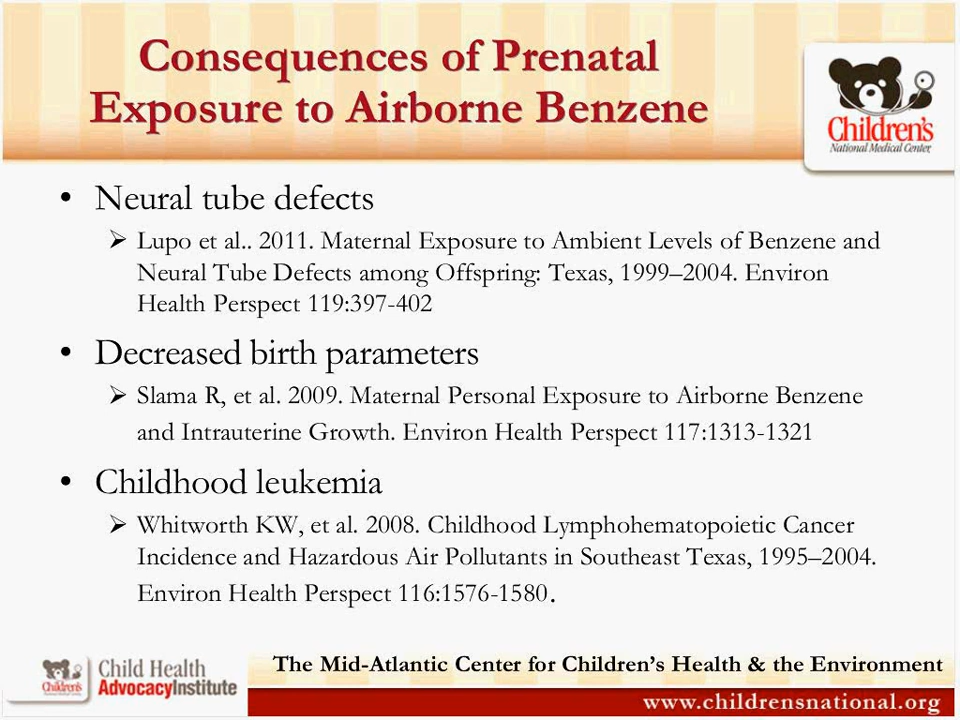 Consequences of Prenatal
Exposure to Airborne Benzene
Children's
National Medical Center
• Neural tube defects
➢ Lupo et al.. 2011. Maternal Exposure to Ambient Levels of Benzene and
Neural Tube Defects among Offspring: Texas, 1999–2004. Environ
Health Perspect 119:397-402
• Decreased birth parameters
➢ Slama R, et al. 2009. Maternal Personal Exposure to Airborne Benzene
and Intrauterine Growth. Environ Health Perspect 117:1313-1321
• Childhood leukemia
➢ Whitworth KW, et al. 2008. Childhood Lymphohematopoietic Cancer
Incidence and Hazardous Air Pollutants in Southeast Texas, 1995–2004.
Environ Health Perspect 116:1576-1580.
Children's
Child Health
AdvocacyInstitute
The Mid-Atlantic Center for Children's Health & the Environment
www.childrensnational.org